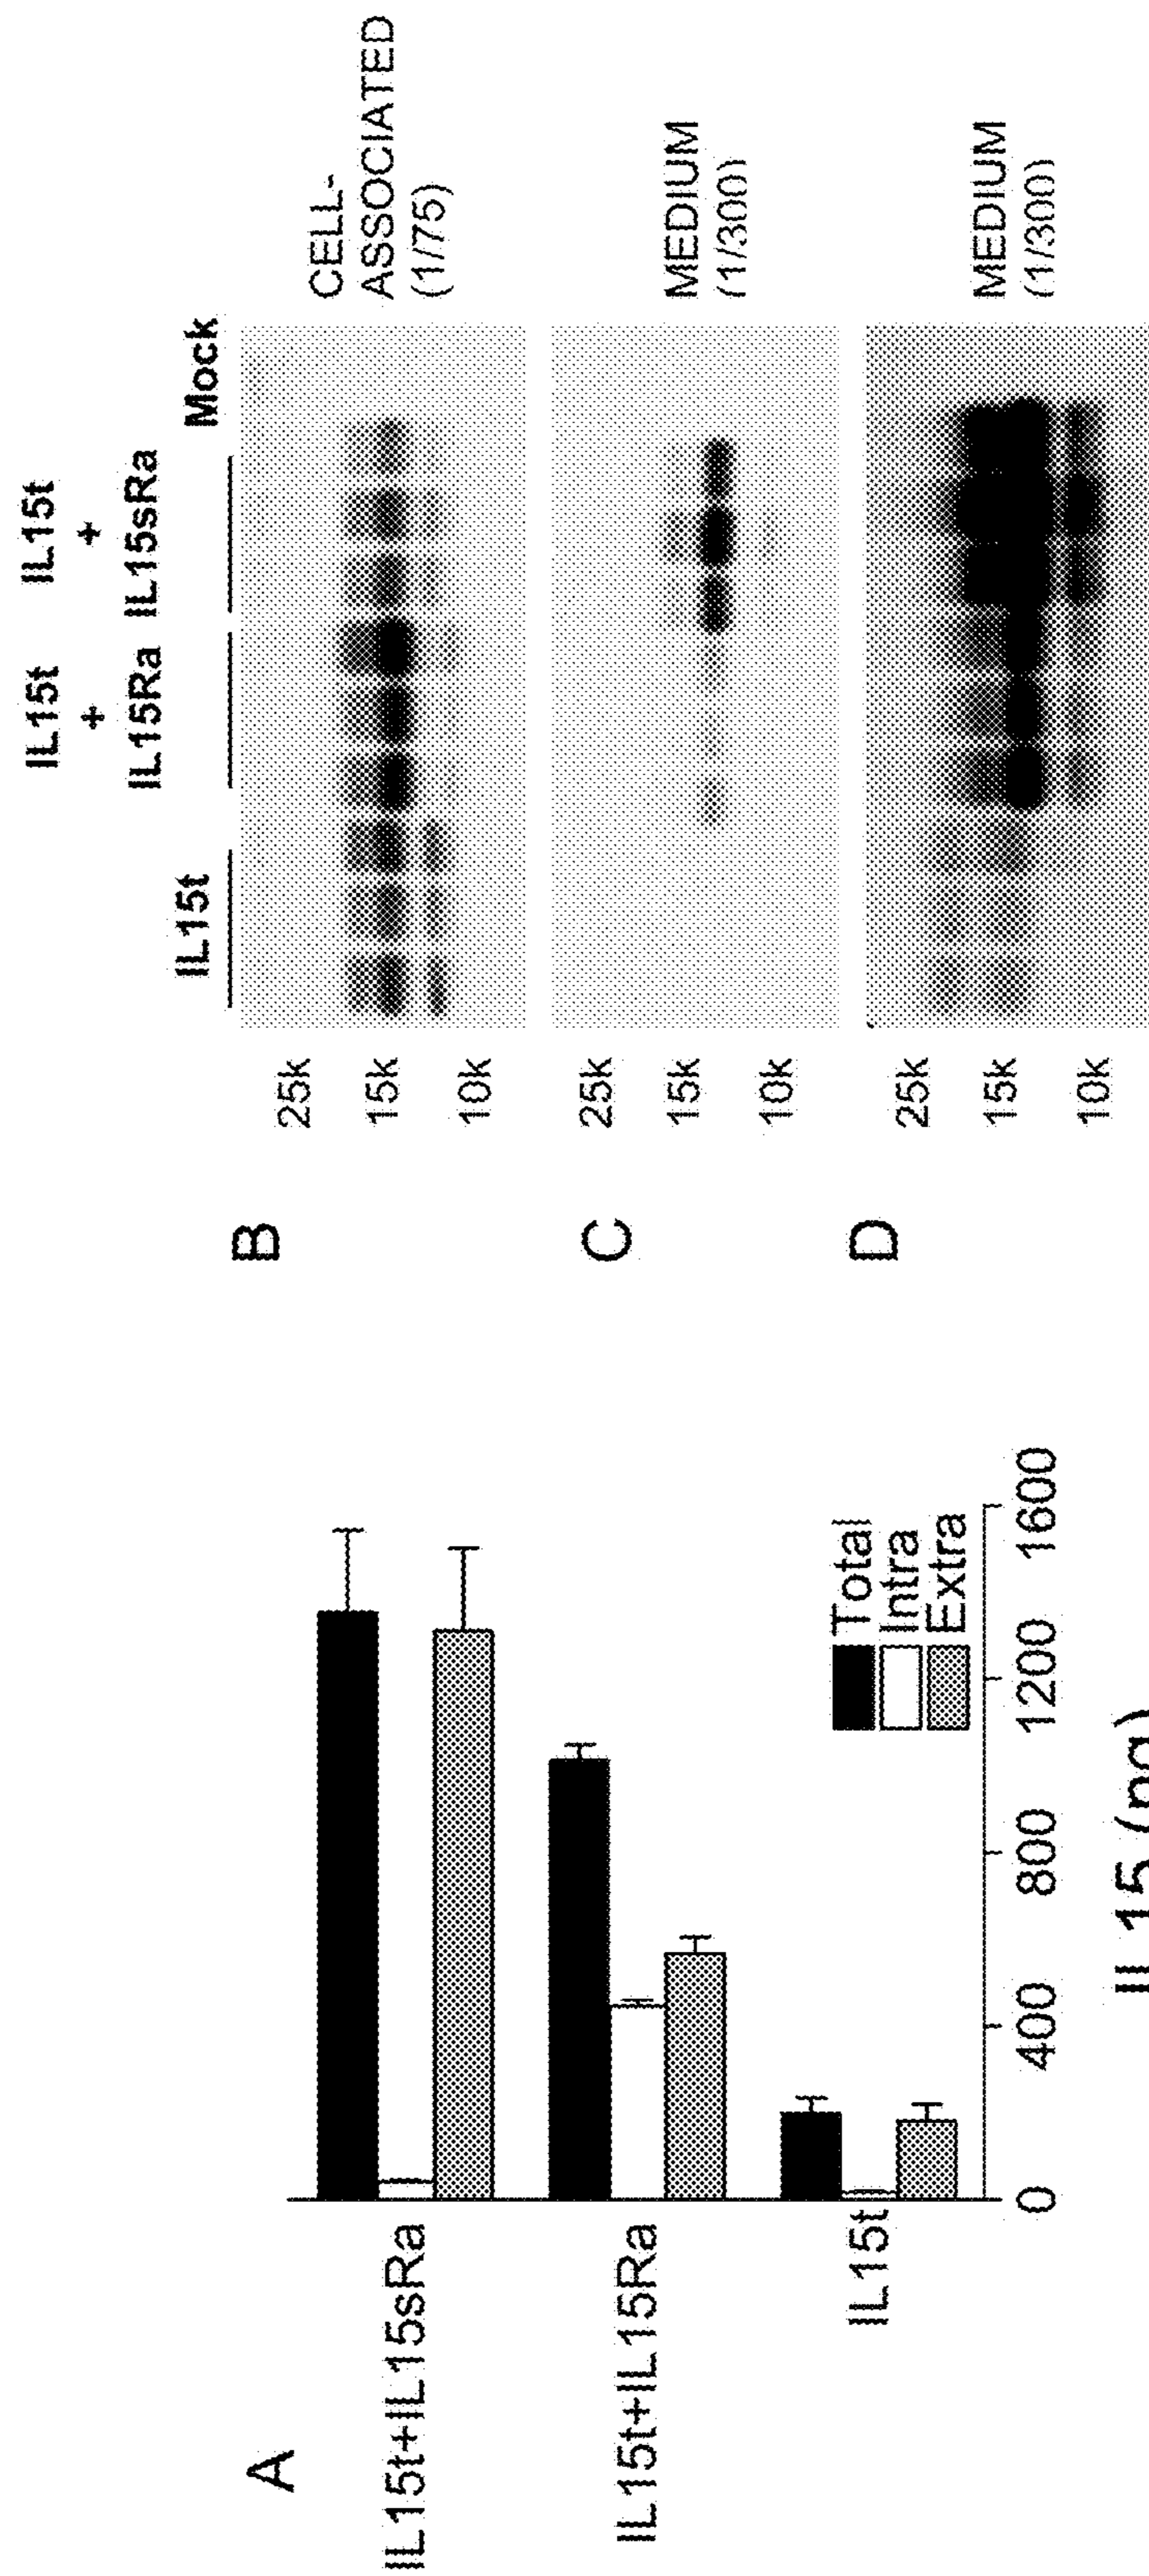 A
IL15t+IL15sRa
IL15t+IL15Ra
IL15t
Total
Intra
Extra
0 400 800 1200 1600
B
IL15t
IL15t
+
IL15Ra
IL15t
+
IL15sRa
Mock
25k
15k
10k
CELL-
ASSOCIATED
(1/75)
C
25k
15k
10k
MEDIUM
(1/300)
D
25k
15k
10k
MEDIUM
(1/300)